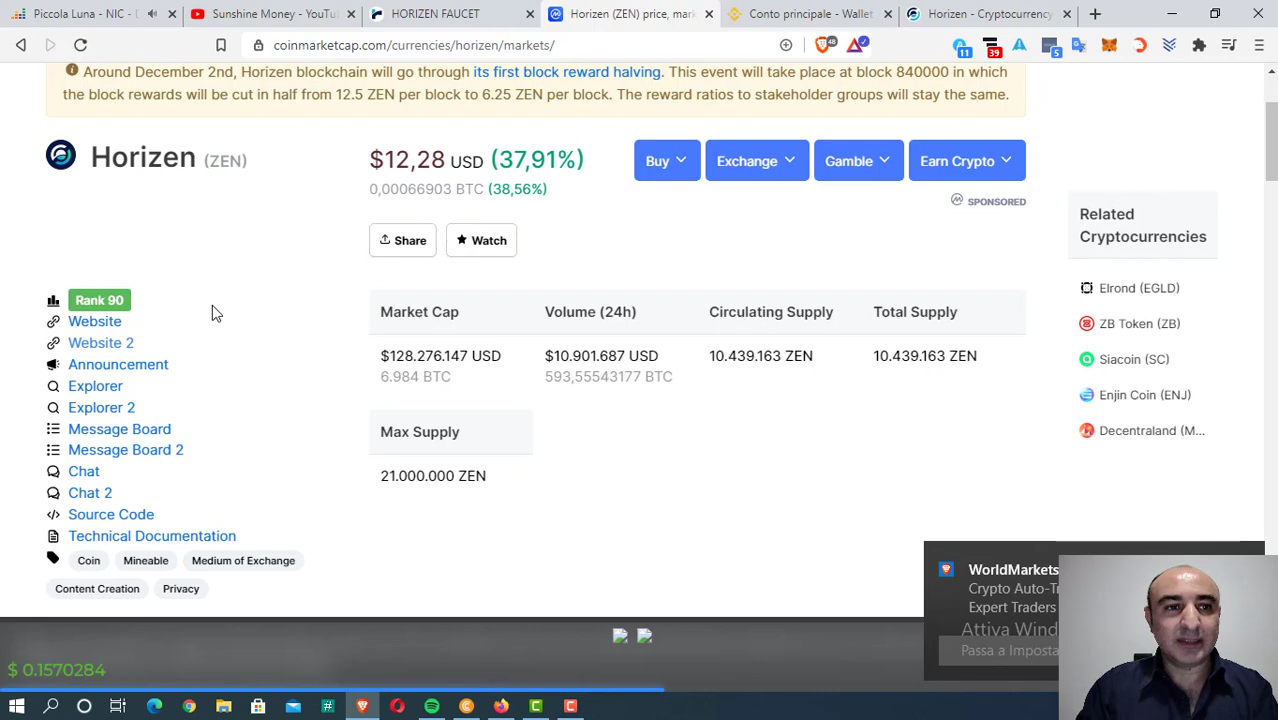 Piccola Luna - NIC -
Sunshine Money - YouTu
HORIZEN FAUCET
Horizen (ZEN) price, mar
Conto principale - Wallet
Horizen - Cryptocurrency
coinmarketcap.com/currencies/horizen/markets/
48
11
39
5
Around December 2nd, Horizen blockchain will go through its first block reward halving. This event will take place at block 840000 in which
the block rewards will be cut in half from 12.5 ZEN per block to 6.25 ZEN per block. The reward ratios to stakeholder groups will stay the same.
Horizen (ZEN)
$12,28 USD (37,91%)
0,00066903 BTC (38,56%)
Buy
Exchange
Gamble
Earn Crypto
SPONSORED
Share
Watch
Related
Cryptocurrencies
Elrond (EGLD)
ZB Token (ZB)
Siacoin (SC)
Enjin Coin (ENJ)
Decentraland (M...
Rank 90
Website
Website 2
Announcement
Explorer
Explorer 2
Message Board
Message Board 2
Chat
Chat 2
Source Code
Technical Documentation
Coin
Mineable
Medium of Exchange
Content Creation
Privacy
Market Cap
Volume (24h)
Circulating Supply
Total Supply
$128.276.147 USD
$10.901.687 USD
10.439.163 ZEN
10.439.163 ZEN
6.984 BTC
593,55543177 BTC
Max Supply
21.000.000 ZEN
WorldMarkets
Crypto Auto-Tr
Expert Traders
Attiva Wind
Passa a Imposta
$ 0.1570284